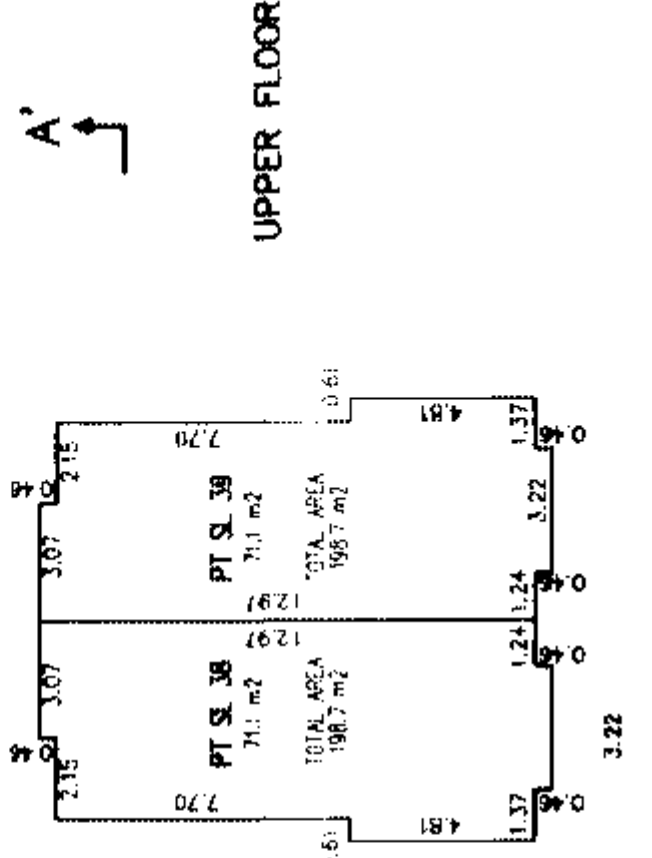 A'
UPPER FLOOR
0.61
7.70
4.81
2.15
0.46
1.37
0.46
3.07
PT SL 38
71.1 m2
TOTAL AREA
198.7 m2
3.22
12.97
1.24
0.46
12.97
1.24
0.46
3.07
PT SL 38
71.1 m2
TOTAL AREA
198.7 m2
3.22
0.46
2.15
7.70
4.81
1.37
0.46
.61